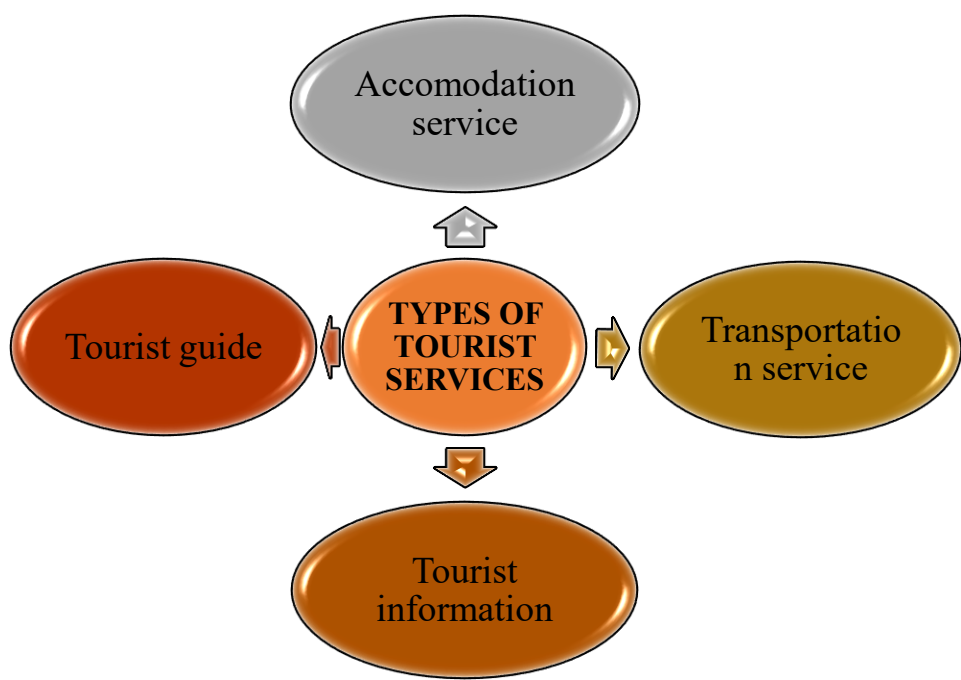 Accomodation
service
Tourist guide
TYPES OF
TOURIST
SERVICES
Transportatio
n service
Tourist
information